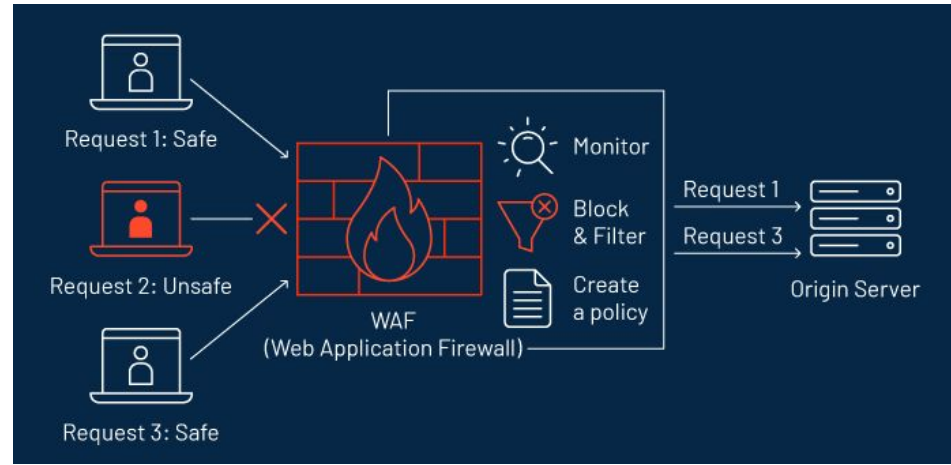 Request 1: Safe
Request 2: Unsafe
Request 3: Safe
WAF
(Web Application Firewall)
Monitor
Block
& Filter
Create
a policy
Request 1
Request 3
Origin Server